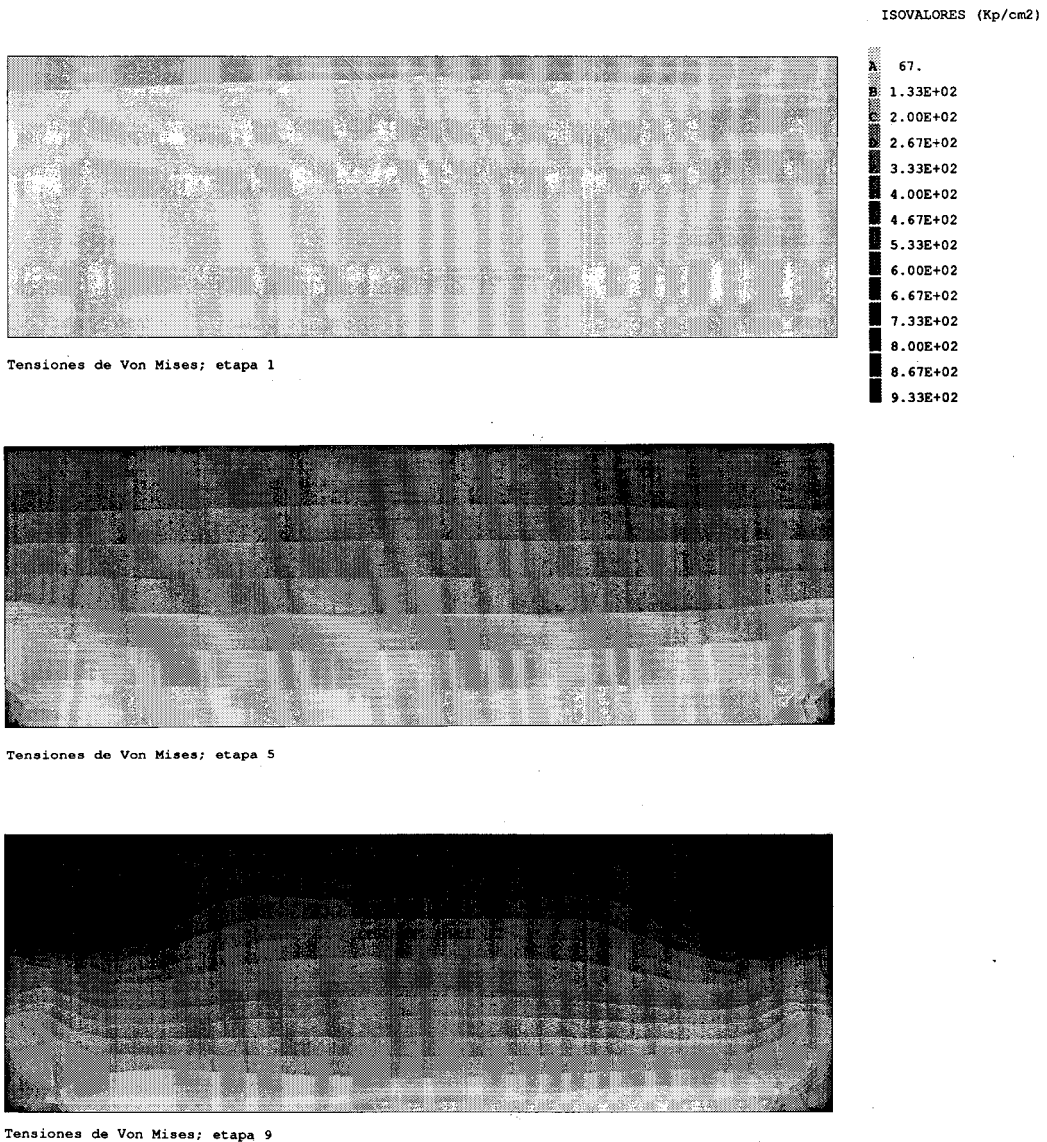 ISOVALORES (Kp/cm2)
A 67.
B 1.33E+02
C 2.00E+02
D 2.67E+02
3.33E+02
4.00E+02
4.67E+02
5.33E+02
6.00E+02
6.67E+02
7.33E+02
8.00E+02
8.67E+02
9.33E+02
Tensiones de Von Mises; etapa 1
Tensiones de Von Mises; etapa 5
Tensiones de Von Mises; etapa 9